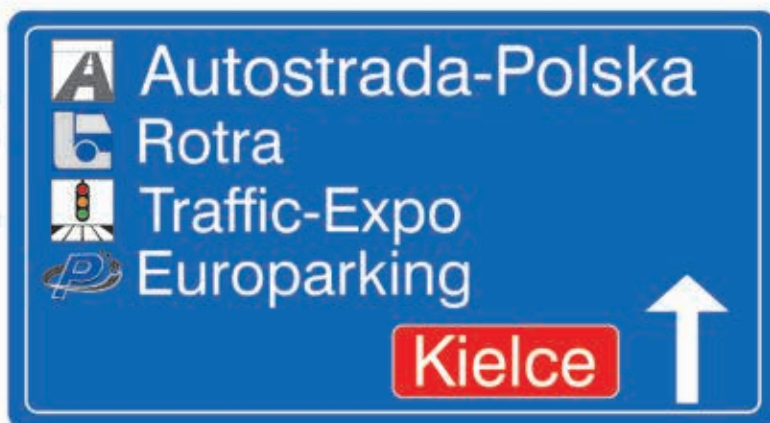 Autostrada-Polska
Rotra
Traffic-Expo
Europarking
Kielce